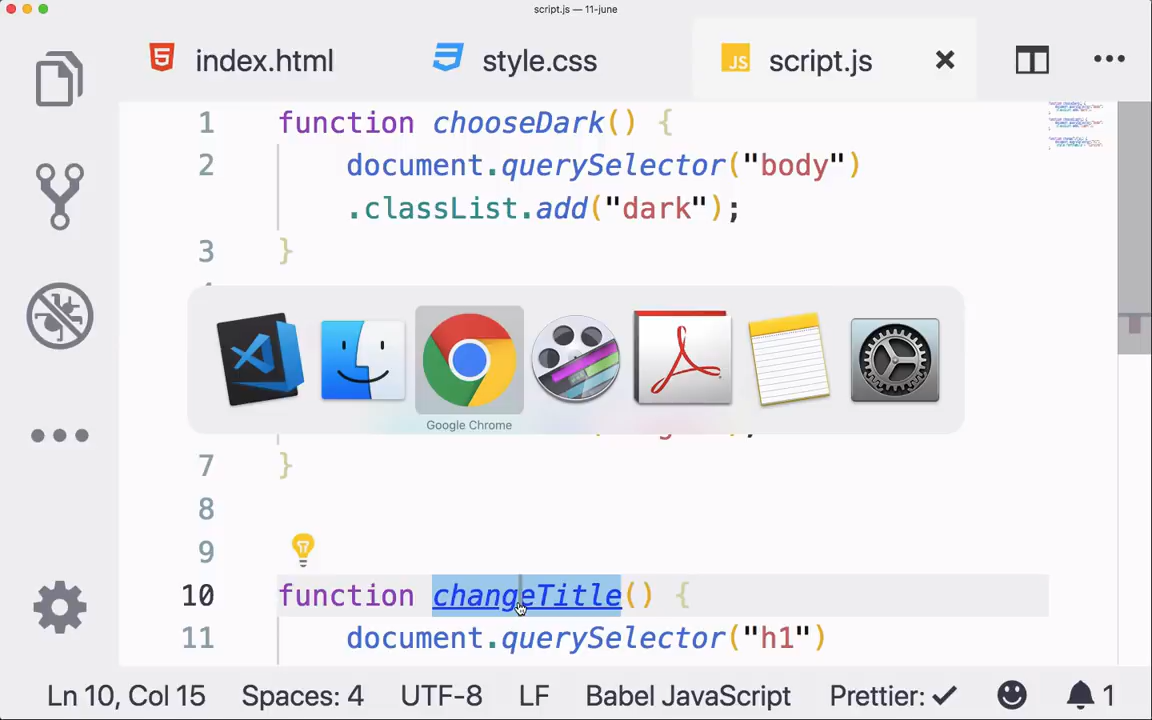 script.js — 11-june
index.html
style.css
JS script.js
1 function chooseDark() {
2 document.querySelector("body")
.classList.add("dark");
3 }
Google Chrome
7 }
8
9
10 function changeTitle() {
11 document.querySelector("h1")
Ln 10, Col 15 Spaces: 4 UTF-8 LF Babel JavaScript Prettier: ✓ 1